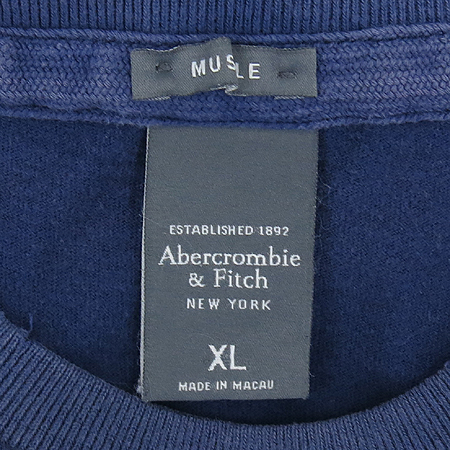 MUSLE
ESTABLISHED 1892
Abercrombie
& Fitch
NEW YORK
XL
MADE IN MACAU